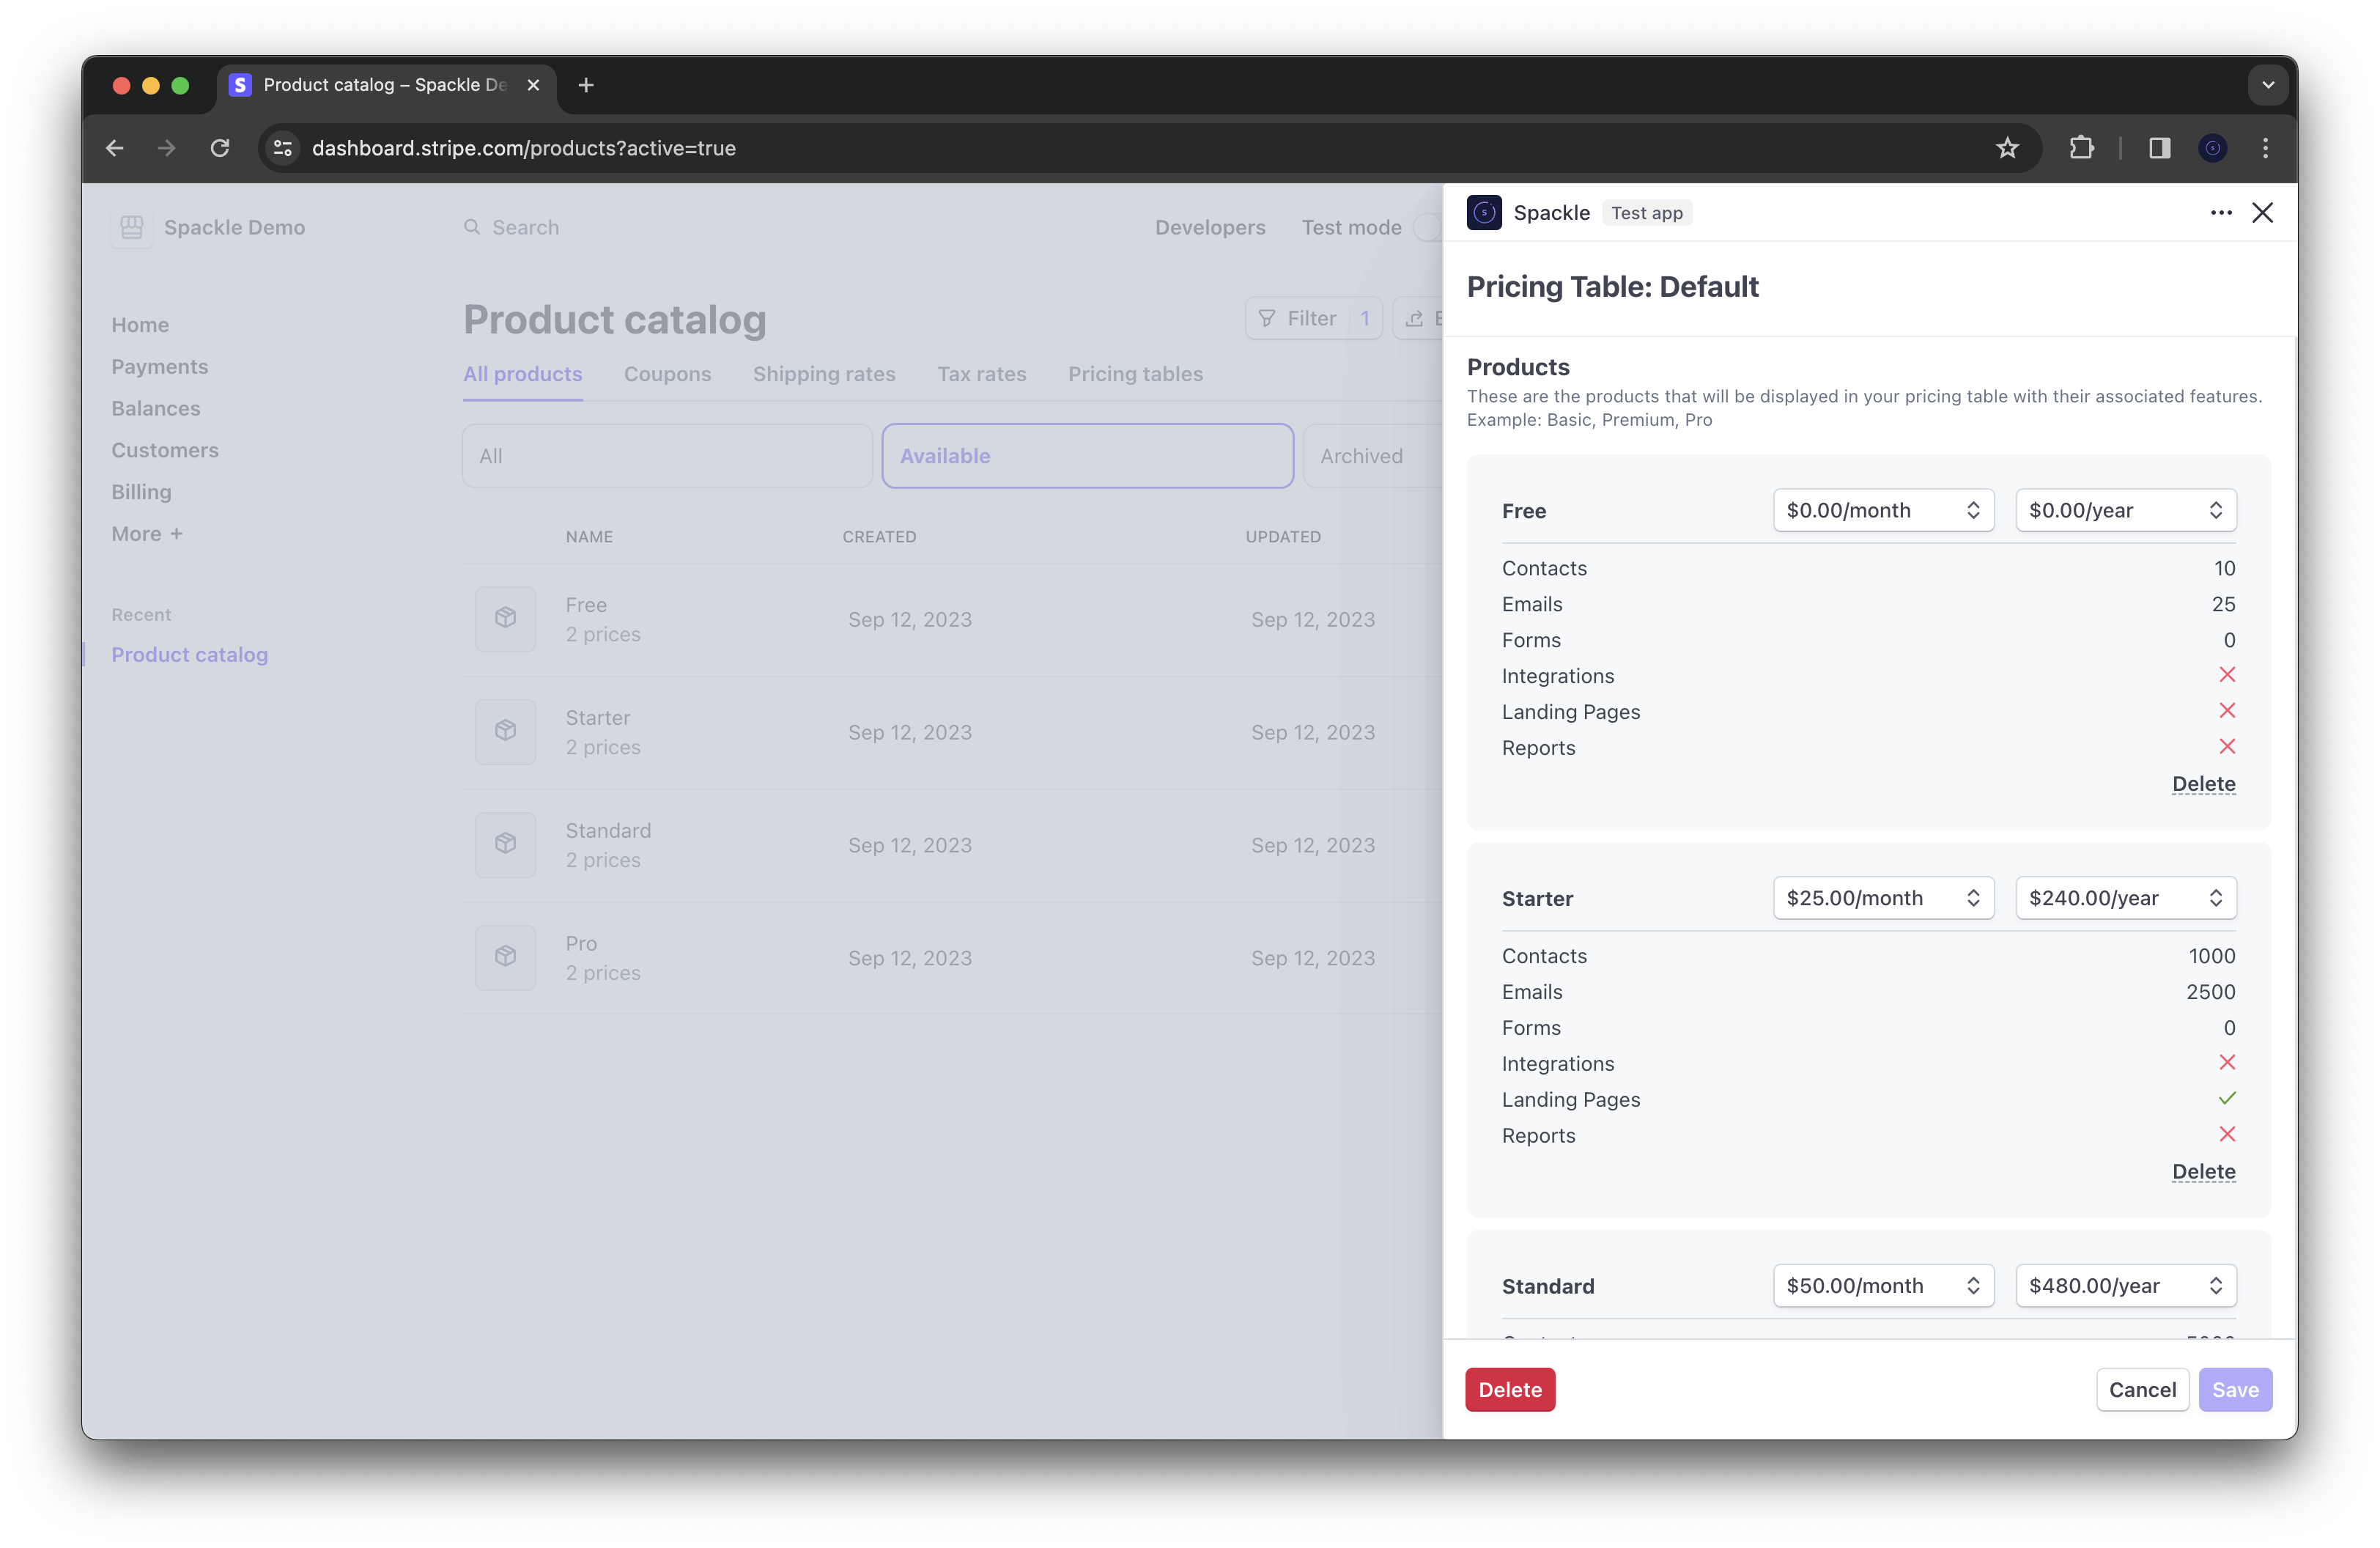 Product catalog – Spackle De
dashboard.stripe.com/products?active=true
Spackle Demo
Search
Developers
Test mode
Home
Payments
Balances
Customers
Billing
More +
Recent
Product catalog
Product catalog
Filter 1
All products
Coupons
Shipping rates
Tax rates
Pricing tables
All
Available
Archived
NAME CREATED UPDATED
Free
2 prices
Sep 12, 2023
Sep 12, 2023
Starter
2 prices
Sep 12, 2023
Sep 12, 2023
Standard
2 prices
Sep 12, 2023
Sep 12, 2023
Pro
2 prices
Sep 12, 2023
Sep 12, 2023
Spackle Test app
Pricing Table: Default
Products
These are the products that will be displayed in your pricing table with their associated features.
Example: Basic, Premium, Pro
Free $0.00/month $0.00/year
Contacts 10
Emails 25
Forms 0
Integrations
Landing Pages
Reports
Delete
Starter $25.00/month $240.00/year
Contacts 1000
Emails 2500
Forms 0
Integrations
Landing Pages
Reports
Delete
Standard $50.00/month $480.00/year
Delete
Cancel
Save